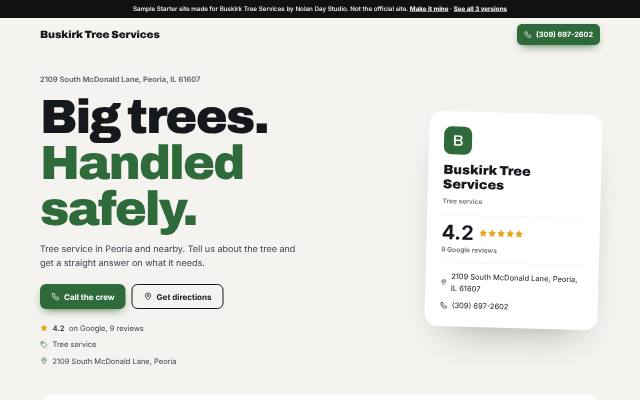 Sample Starter site made for Buskirk Tree Services by Nolan Day Studio. Not the official site. Make it mine · See all 3 versions
Buskirk Tree Services
(309) 697-2602
2109 South McDonald Lane, Peoria, IL 61607
Big trees.
Handled
safely.
Tree service in Peoria and nearby. Tell us about the tree and
get a straight answer on what it needs.
Call the crew
Get directions
4.2 on Google, 9 reviews
Tree service
2109 South McDonald Lane, Peoria
B
Buskirk Tree
Services
Tree service
4.2
9 Google reviews
2109 South McDonald Lane, Peoria,
IL 61607
(309) 697-2602